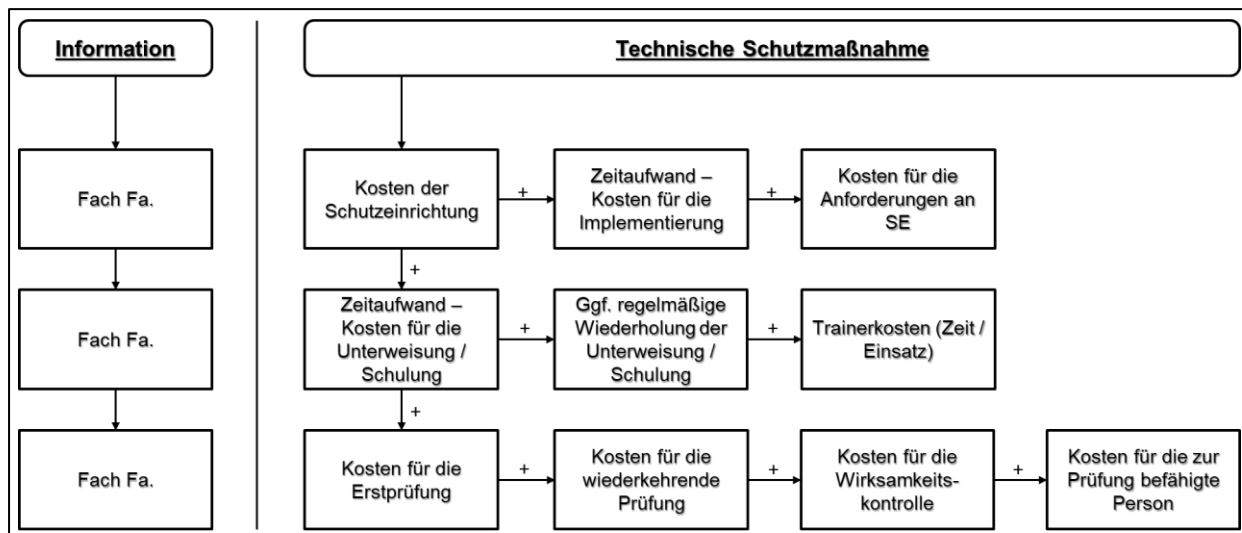 Information
Technische Schutzmaßnahme
Fach Fa.
Kosten der
Schutzeinrichtung
+
Zeitaufwand –
Kosten für die
Implementierung
+
Kosten für die
Anforderungen an
SE
+
Fach Fa.
Zeitaufwand –
Kosten für die
Unterweisung /
Schulung
+
Ggf. regelmäßige
Wiederholung der
Unterweisung /
Schulung
+
Trainerkosten (Zeit /
Einsatz)
+
Fach Fa.
Kosten für die
Erstprüfung
+
Kosten für die
wiederkehrende
Prüfung
+
Kosten für die
Wirksamkeits-
kontrolle
+
Kosten für die zur
Prüfung befähigte
Person